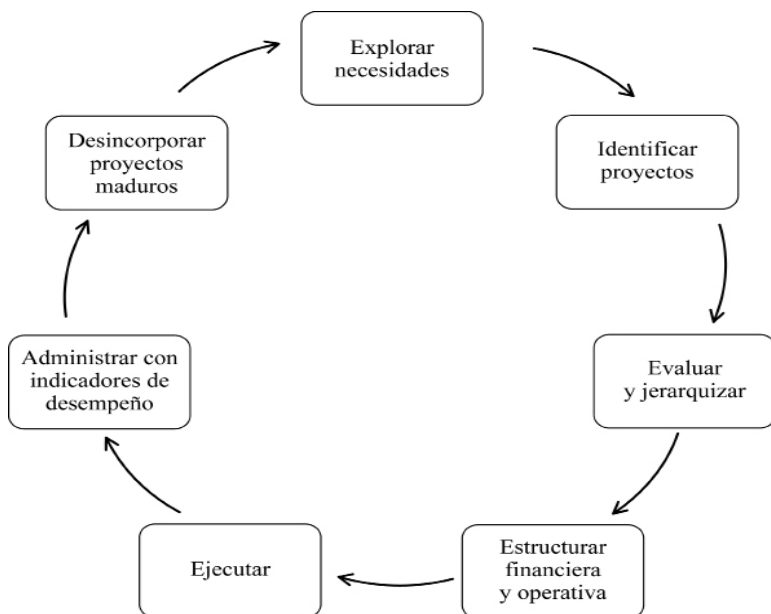 Explorar
necesidades
Identificar
proyectos
Evaluar
y jerarquizar
Estructurar
financiera
y operativa
Ejecutar
Administrar con
indicadores de
desempeño
Desincorporar
proyectos
maduros